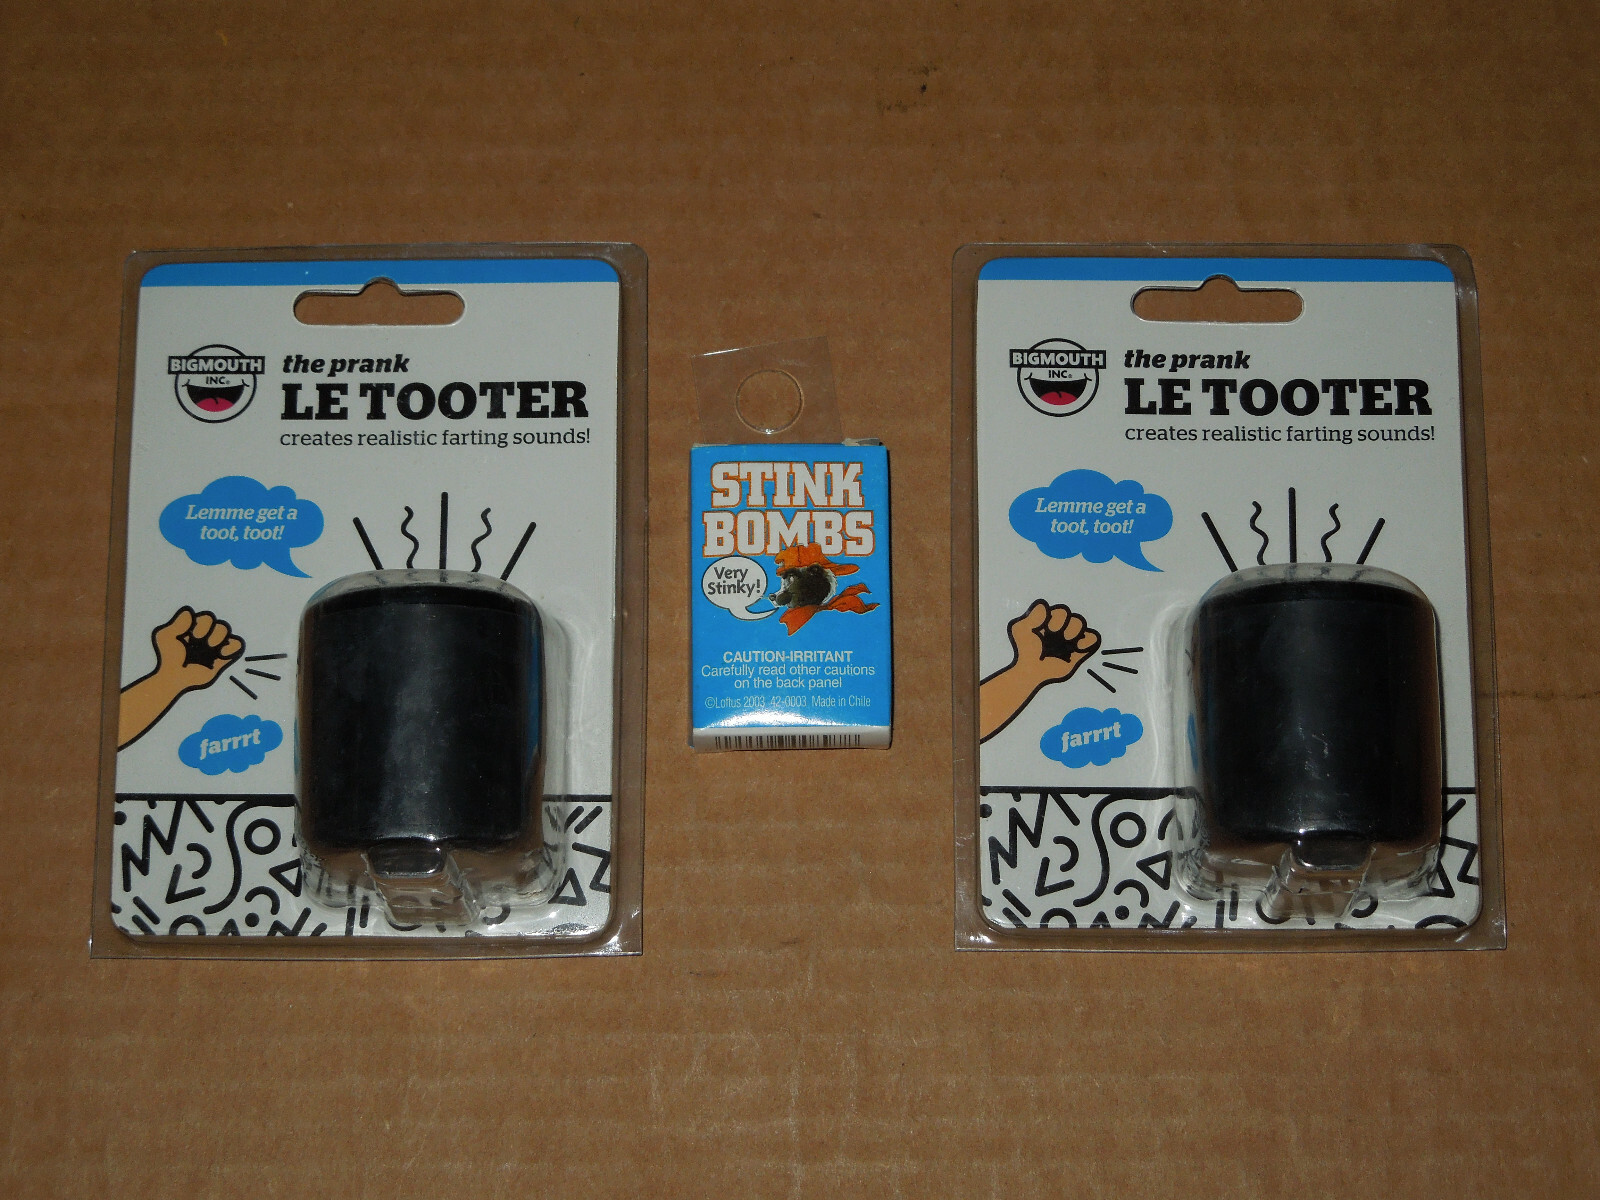 BIGMOUTH
INC®
the prank
LE TOOTER
creates realistic farting sounds!
Lemme get a
toot, toot!
farrrt
STINK
BOMBS
Very
Stinky!
CAUTION-IRRITANT
Carefully read other cautions
on the back panel
©Loftus 2003 42-0003 Made in Chile
BIGMOUTH
INC®
the prank
LE TOOTER
creates realistic farting sounds!
Lemme get a
toot, toot!
farrrt